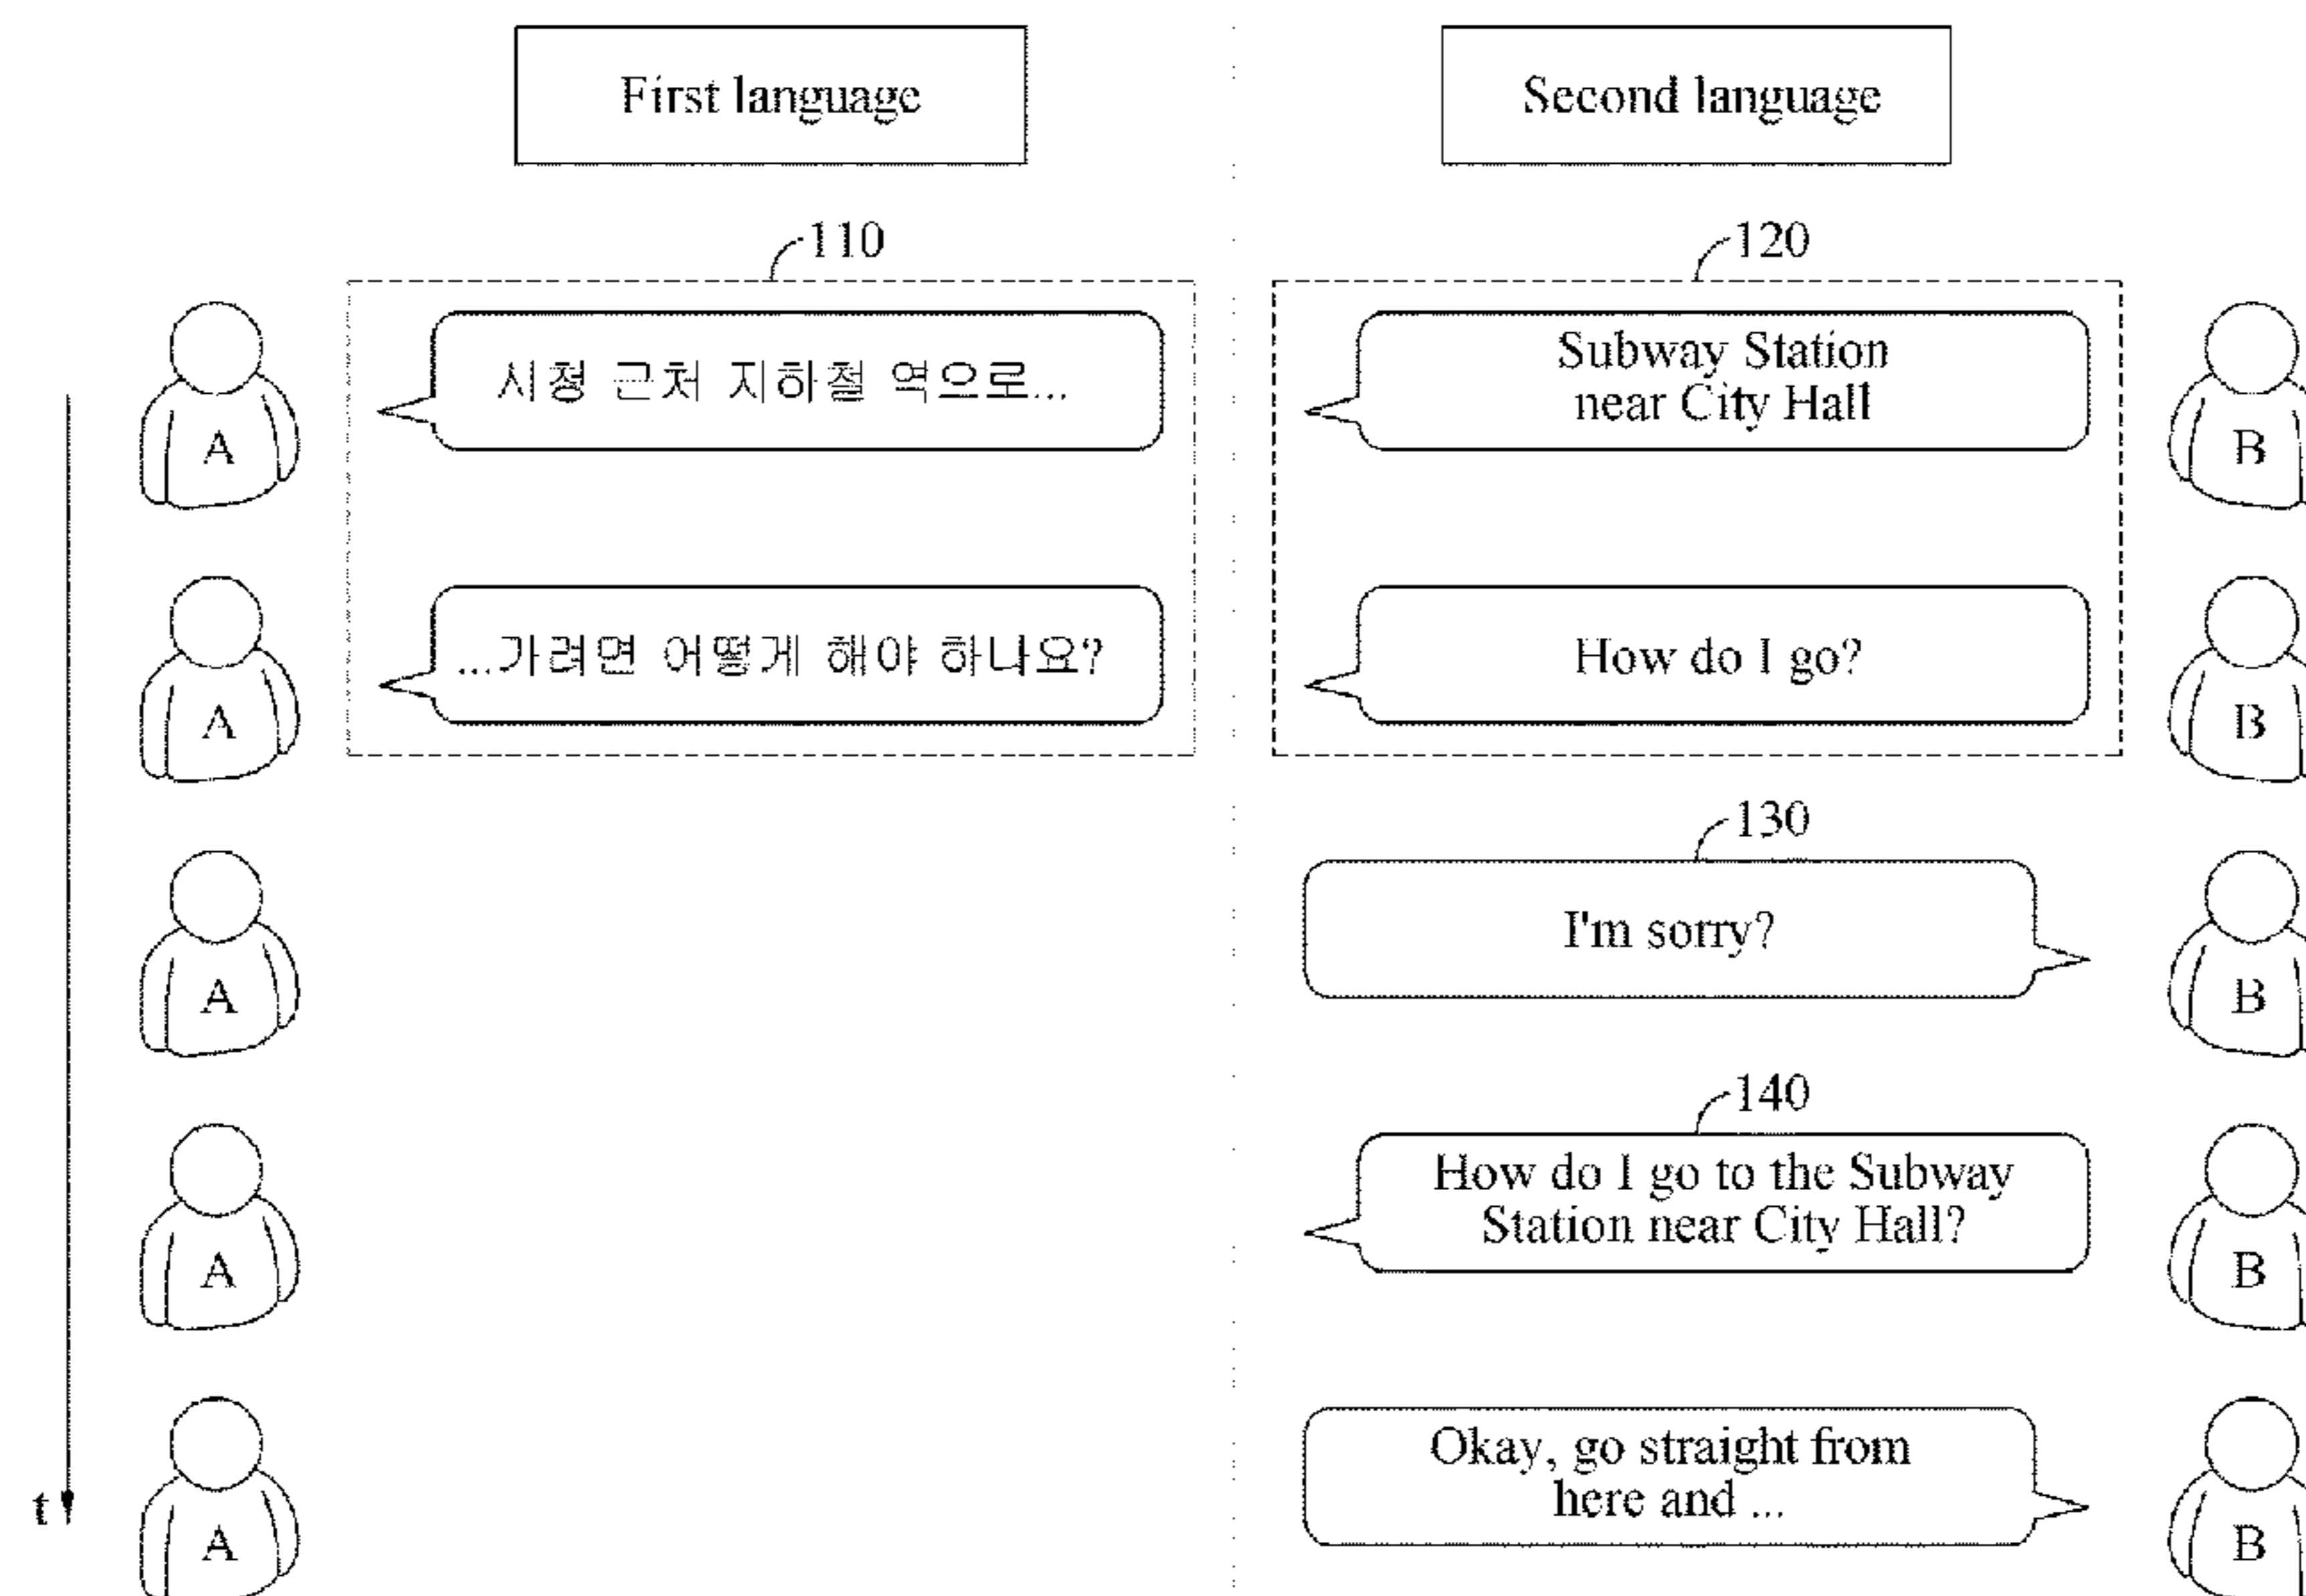 First language
Second language
110
120
시청 근처 지하철 역으로...
Subway Station
near City Hall
A
B
...가려면 어떻게 해야 하나요?
How do I go?
A
B
130
I'm sorry?
A
B
140
How do I go to the Subway
Station near City Hall?
A
B
Okay, go straight from
here and ...
t
A
B